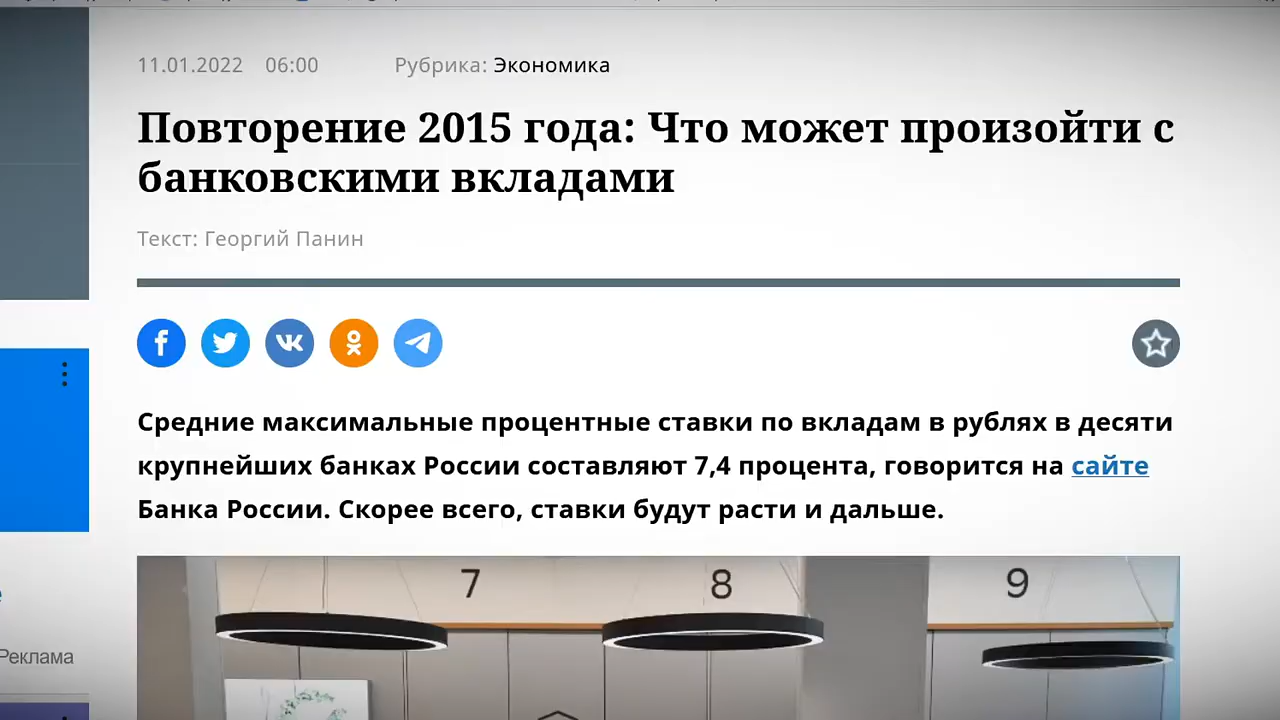 11.01.2022 06:00 Рубрика: Экономика
Повторение 2015 года: Что может произойти с
банковскими вкладами
Текст: Георгий Панин
Средние максимальные процентные ставки по вкладам в рублях в десяти
крупнейших банках России составляют 7,4 процента, говорится на сайте
Банка России. Скорее всего, ставки будут расти и дальше.
7 8 9
Реклама